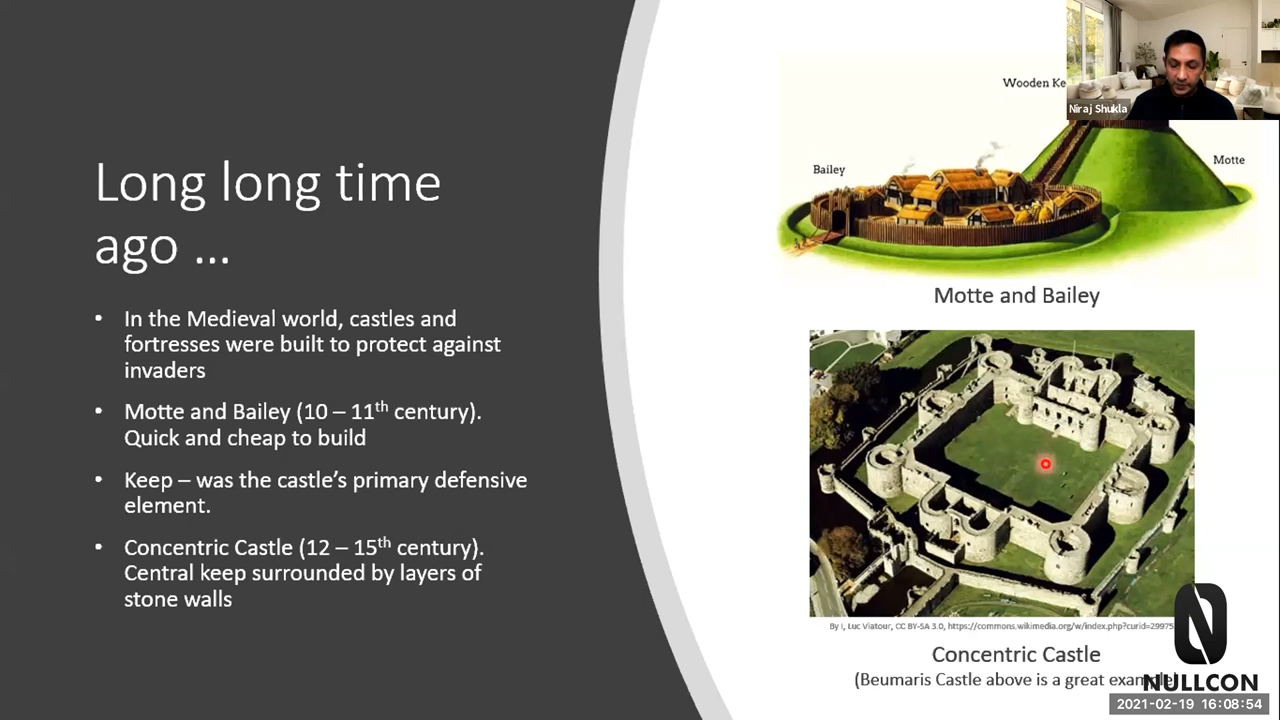 Long long time
ago ...
• In the Medieval world, castles and
fortresses were built to protect against
invaders
• Motte and Bailey (10 – 11th century).
Quick and cheap to build
• Keep – was the castle's primary defensive
element.
• Concentric Castle (12 – 15th century).
Central keep surrounded by layers of
stone walls
Wooden
Niraj Shukla
Bailey
Motte
Motte and Bailey
By I, Luc Viatour, CC BY-SA 3.0, https://commons.wikimedia.org/w/index.php?curid=29975
Concentric Castle
(Beumaris Castle above is a great example)
NULLCON
2021-02-19 16:08:54